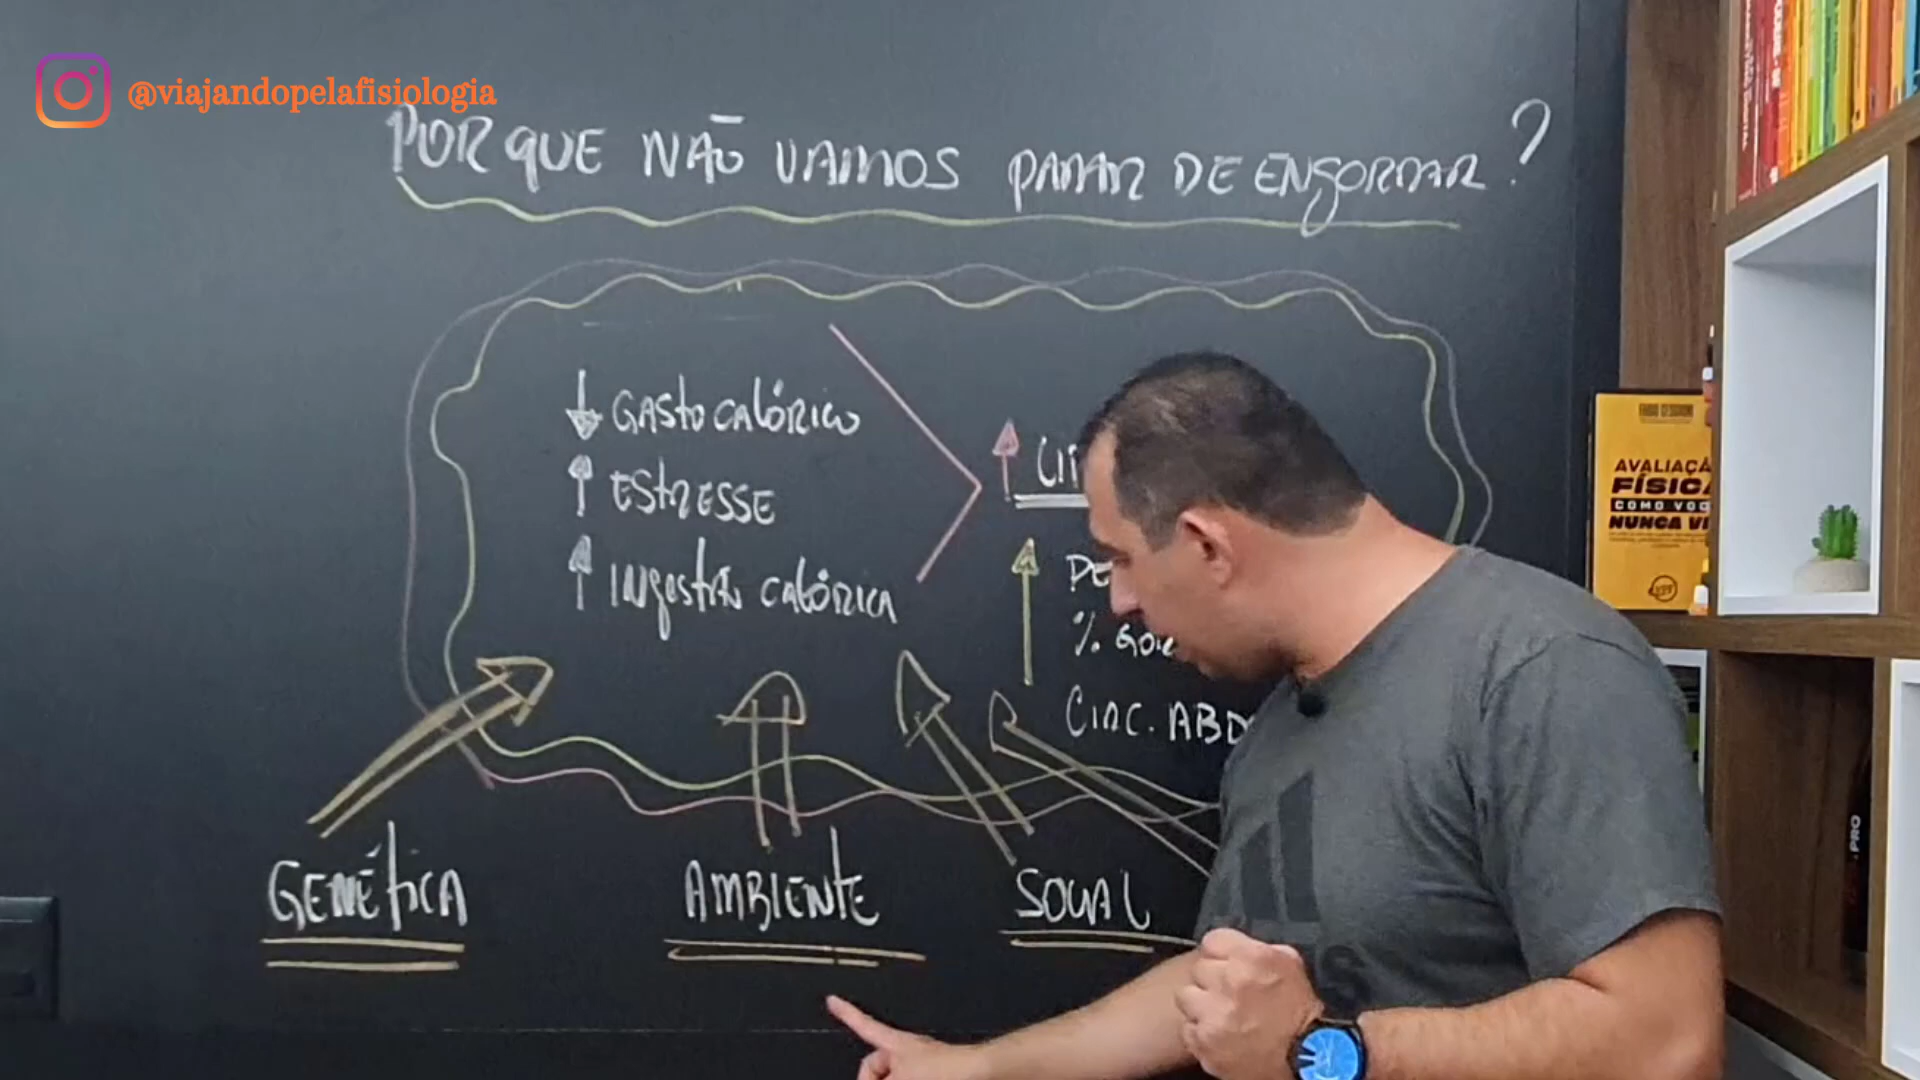 @viajandopelafisiologia
POR QUE NÃO VAMOS PARAR DE ENGORDAR?
GASTO CALÓRICO
ESTRESSE
INGESTÃO CALÓRICA
% GOR
CIRC. ABD
GENÉTICA
AMBIENTE
SOCIAL
AVALIAÇÃ
FÍSICA
COMO VOC
NUNCA VI
PRO